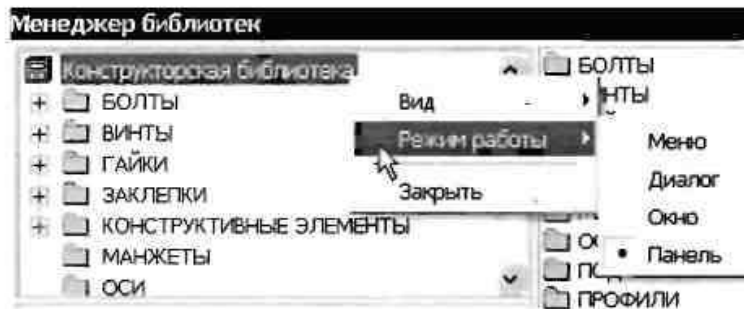 Менеджер библиотек
Конструкторская библиотека
БОЛТЫ
ВИНТЫ
ГАЙКИ
ЗАКЛЕПКИ
КОНСТРУКТИВНЫЕ ЭЛЕМЕНТЫ
МАНЖЕТЫ
ОСИ
Вид
Режим работы
Закрыть
БОЛТЫ
НТЫ
ПРОФИЛИ
Меню
Диалог
Окно
Панель